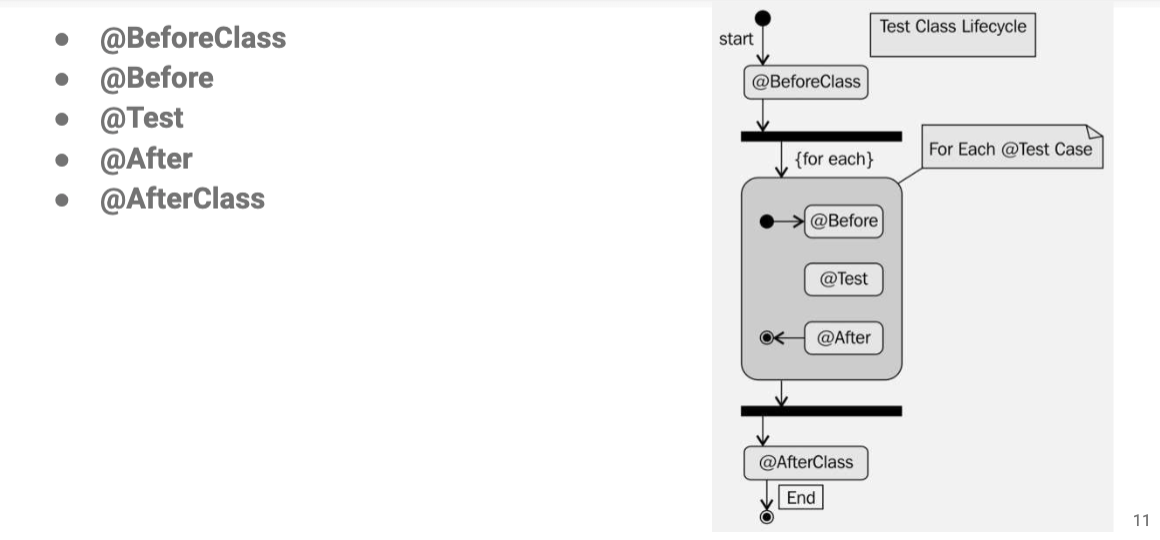 @BeforeClass
@Before
@Test
@After
@AfterClass
Test Class Lifecycle
start
@BeforeClass
{for each}
For Each @Test Case
@Before
@Test
@After
@AfterClass
End
11